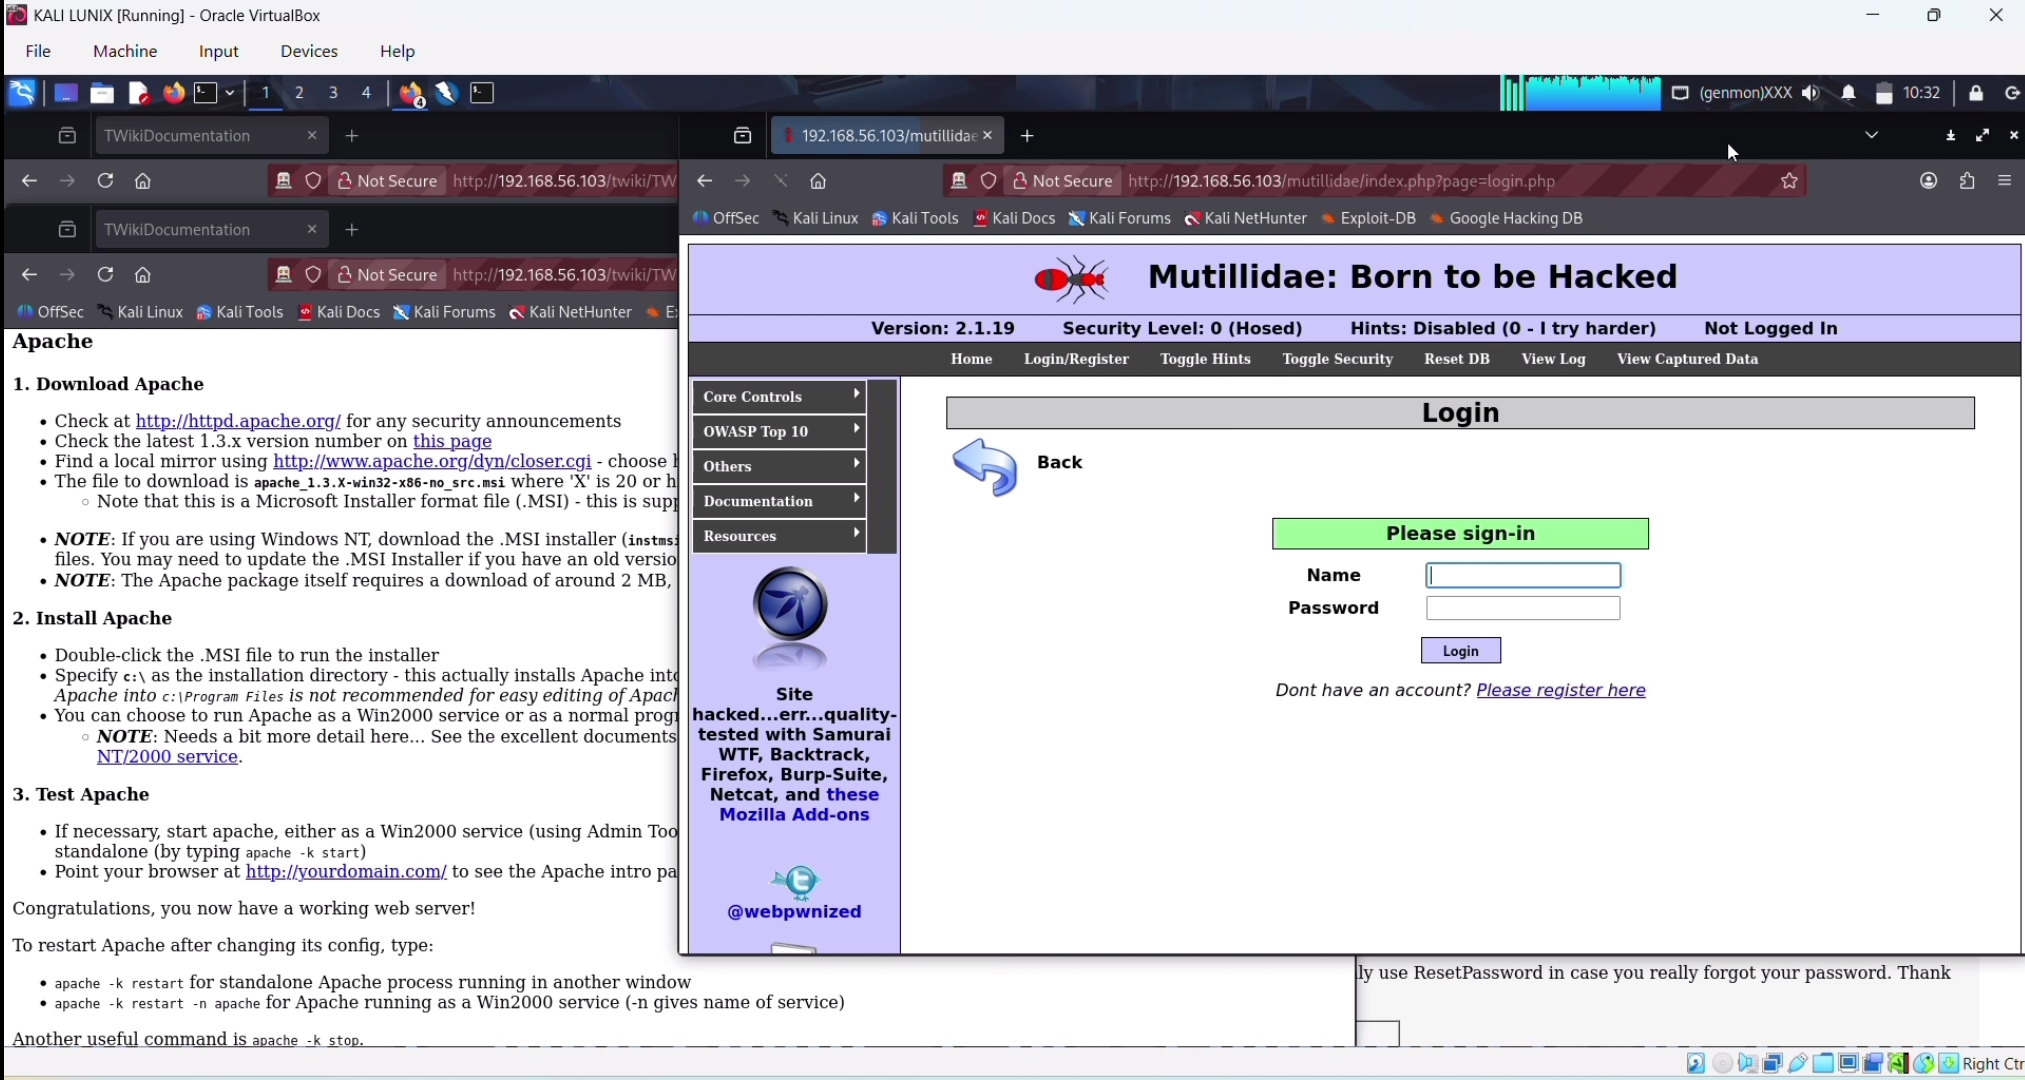 KALI LUNIX [Running] - Oracle VirtualBox
File Machine Input Devices Help
1 2 3 4 4 (genmon)XXX 10:32
TWikiDocumentation
Not Secure http://192.168.56.103/twiki/TW
TWikiDocumentation
Not Secure http://192.168.56.103/twiki/TW
OffSec Kali Linux Kali Tools Kali Docs Kali Forums Kali NetHunter
Apache
1. Download Apache
Check at http://httpd.apache.org/ for any security announcements
Check the latest 1.3.x version number on this page
Find a local mirror using http://www.apache.org/dyn/closer.cgi - choose
The file to download is apache_1.3.X-win32-x86-no_src.msi where 'X' is 20 or h
Note that this is a Microsoft Installer format file (.MSI) - this is supp
NOTE: If you are using Windows NT, download the .MSI installer (instmsi
files. You may need to update the .MSI Installer if you have an old versio
NOTE: The Apache package itself requires a download of around 2 MB,
2. Install Apache
Double-click the .MSI file to run the installer
Specify c:\ as the installation directory - this actually installs Apache into
Apache into c:\Program Files is not recommended for easy editing of Apach
You can choose to run Apache as a Win2000 service or as a normal progr
NOTE: Needs a bit more detail here... See the excellent documents
NT/2000 service.
3. Test Apache
If necessary, start apache, either as a Win2000 service (using Admin Too
standalone (by typing apache -k start)
Point your browser at http://yourdomain.com/ to see the Apache intro pa
Congratulations, you now have a working web server!
To restart Apache after changing its config, type:
apache -k restart for standalone Apache process running in another window
apache -k restart -n apache for Apache running as a Win2000 service (-n gives name of service)
Another useful command is apache -k stop.
192.168.56.103/mutillidae
Not Secure http://192.168.56.103/mutillidae/index.php?page=login.php
OffSec Kali Linux Kali Tools Kali Docs Kali Forums Kali NetHunter Exploit-DB Google Hacking DB
Mutillidae: Born to be Hacked
Version: 2.1.19 Security Level: 0 (Hosed) Hints: Disabled (0 - I try harder) Not Logged In
Home Login/Register Toggle Hints Toggle Security Reset DB View Log View Captured Data
Core Controls
OWASP Top 10
Others
Documentation
Resources
Site
hacked...err...quality-
tested with Samurai
WTF, Backtrack,
Firefox, Burp-Suite,
Netcat, and these
Mozilla Add-ons
@webpwnized
Login
Back
Please sign-in
Name
Password
Login
Dont have an account? Please register here
ly use ResetPassword in case you really forgot your password. Thank
Right Ctr